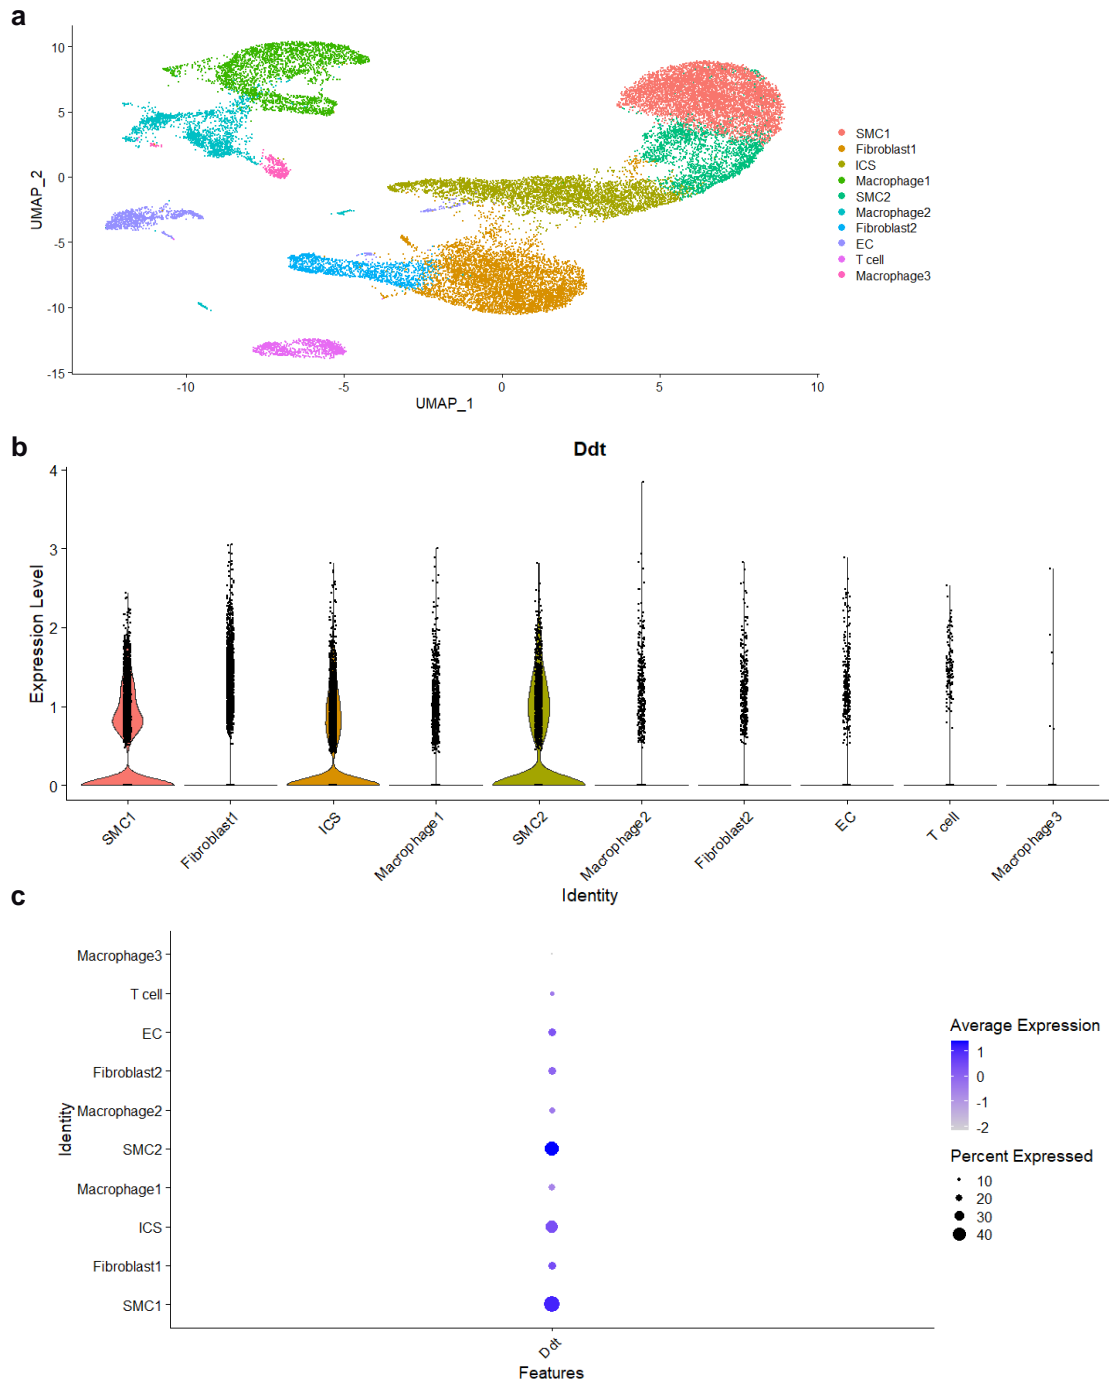 a
10
5
0
-5
-10
-15
UMAP_2
-10
-5
0
5
10
UMAP_1
SMC1
Fibroblast1
ICS
Macrophage1
SMC2
Macrophage2
Fibroblast2
EC
T cell
Macrophage3
b
Ddt
4
3
2
1
0
Expression Level
SMC1
Fibroblast1
ICS
Macrophage1
SMC2
Macrophage2
Fibroblast2
EC
T cell
Macrophage3
Identity
c
Macrophage3
T cell
EC
Fibroblast2
Macrophage2
SMC2
Macrophage1
ICS
Fibroblast1
SMC1
Identity
Ddt
Features
Average Expression
1
0
-1
-2
Percent Expressed
10
20
30
40